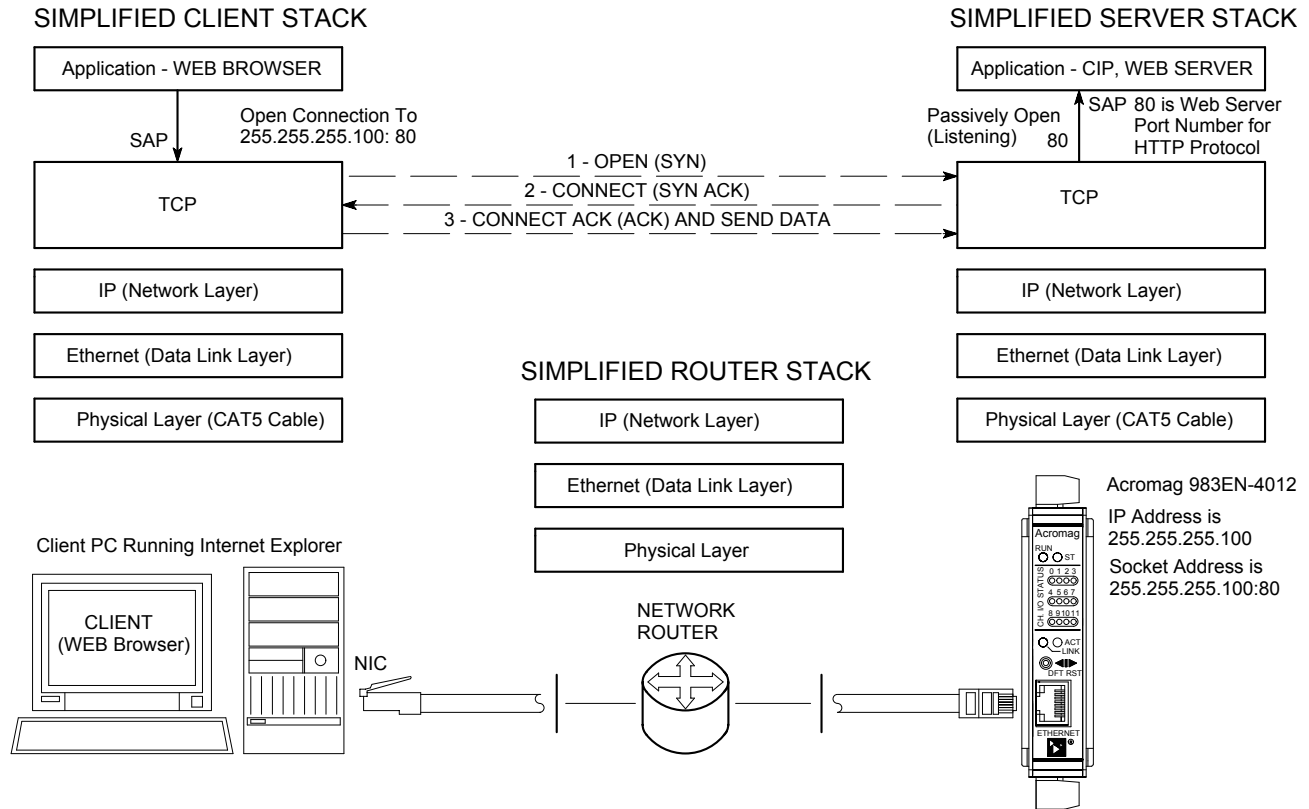 SIMPLIFIED CLIENT STACK
SIMPLIFIED SERVER STACK
Application - WEB BROWSER
Application - CIP, WEB SERVER
SAP
Open Connection To
255.255.255.100: 80
Passively Open
(Listening)
80
SAP
80 is Web Server
Port Number for
HTTP Protocol
TCP
1 - OPEN (SYN)
2 - CONNECT (SYN ACK)
3 - CONNECT ACK (ACK) AND SEND DATA
TCP
IP (Network Layer)
IP (Network Layer)
Ethernet (Data Link Layer)
Ethernet (Data Link Layer)
Physical Layer (CAT5 Cable)
Physical Layer (CAT5 Cable)
SIMPLIFIED ROUTER STACK
IP (Network Layer)
Ethernet (Data Link Layer)
Physical Layer
Client PC Running Internet Explorer
CLIENT
(WEB Browser)
NIC
NETWORK
ROUTER
Acromag 983EN-4012
IP Address is
255.255.255.100
Socket Address is
255.255.255.100:80
Acromag
RUN
ST
CH. I/O STATUS
0 1 2 3
4 5 6 7
8 9 10 11
ACT
LINK
DFT RST
ETHERNET
®